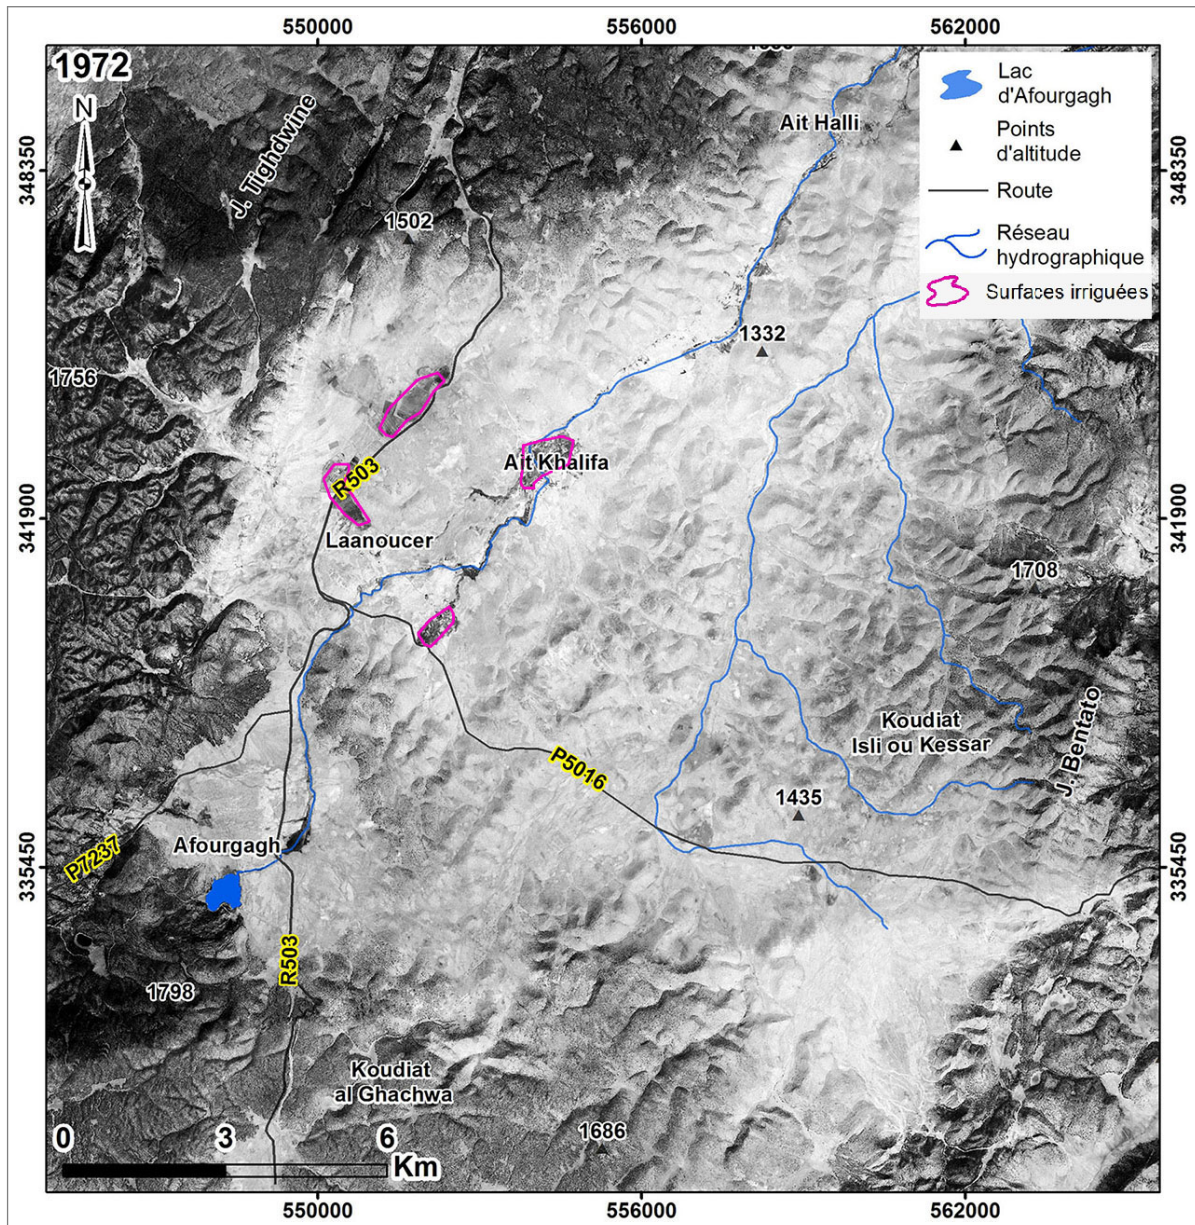 550000
556000
562000
1972
N
J. Tighdwine
Ait Halli
Lac
d'Afourgagh
Points
d'altitude
Route
Réseau
hydrographique
Surfaces irriguées
348350
348350
1502
1332
1756
R503
Ait Khalifa
341900
341900
Laanoucer
1708
Koudiat
Isli ou Kessar
J. Bentato
P5016
1435
Afourgagh
P7237
335450
335450
R503
1798
Koudiat
al Ghachwa
1686
0
3
6
Km
550000
556000
562000